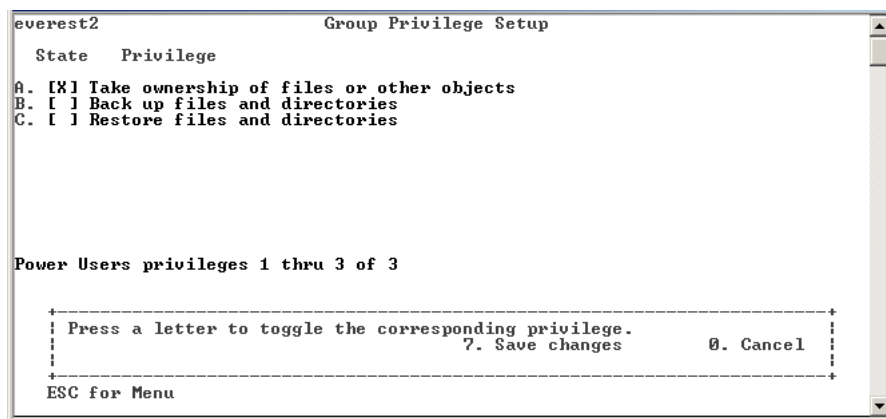 everest2 Group Privilege Setup
State Privilege
A. [X] Take ownership of files or other objects
B. [ ] Back up files and directories
C. [ ] Restore files and directories
Power Users privileges 1 thru 3 of 3
Press a letter to toggle the corresponding privilege.
7. Save changes 0. Cancel
ESC for Menu